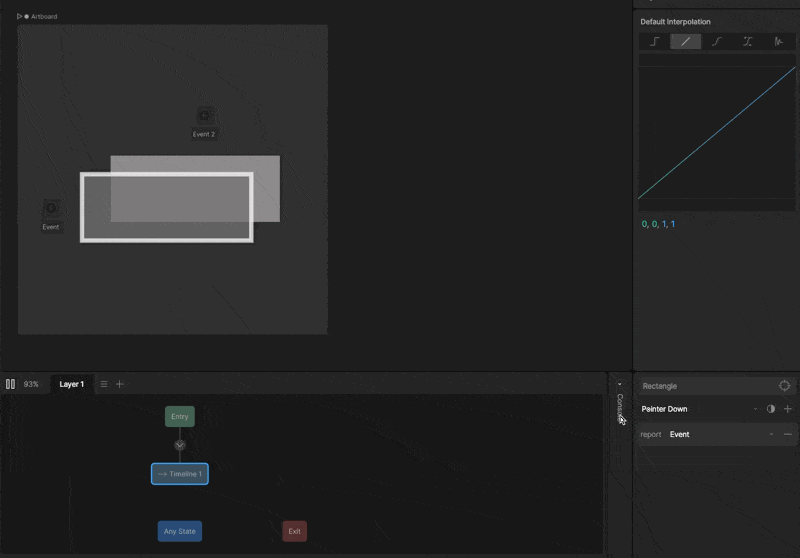 Artboard
Default Interpolation
Event 2
Event
0, 0, 1, 1
93%
Layer 1
Rectangle
Entry
Pointer Down
report Event
Timeline 1
Any State
Exit